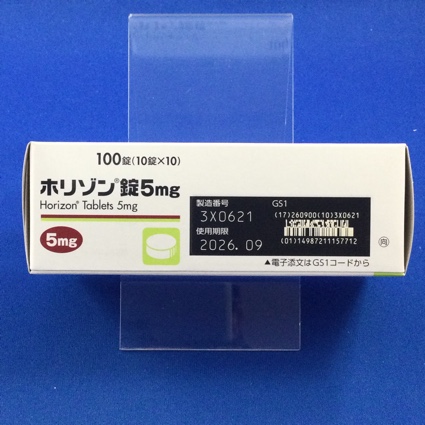 100錠(10錠×10)
ホリゾン®錠5mg
Horizon® Tablets 5mg
5mg
製造番号
3X0621
使用期限
2026.09
GS1
(17)260900(10)3X0621
(01)14987211157712
向
▲電子添文はGS1コードから